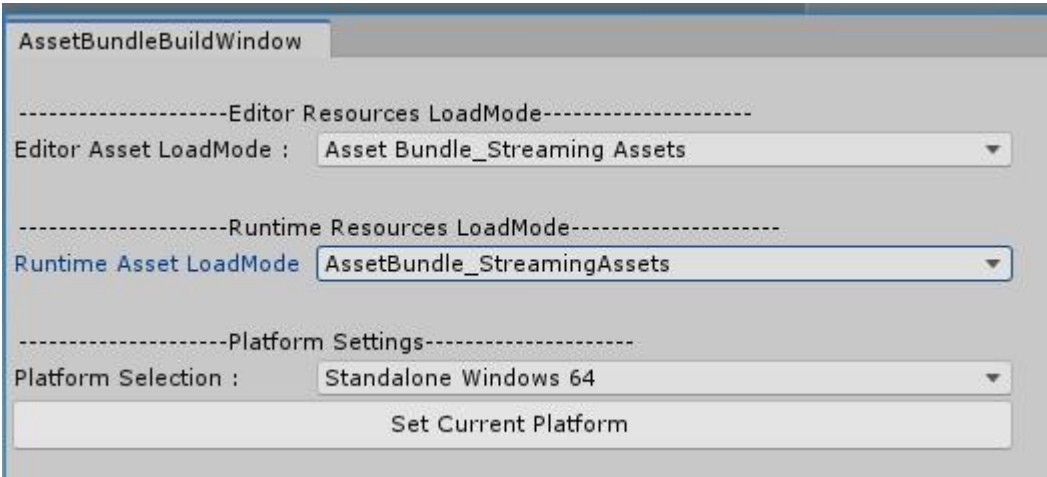 AssetBundleBuildWindow
---------------------Editor Resources LoadMode---------------------
Editor Asset LoadMode : Asset Bundle_Streaming Assets
---------------------Runtime Resources LoadMode---------------------
Runtime Asset LoadMode AssetBundle_StreamingAssets
---------------------Platform Settings---------------------
Platform Selection : Standalone Windows 64
Set Current Platform